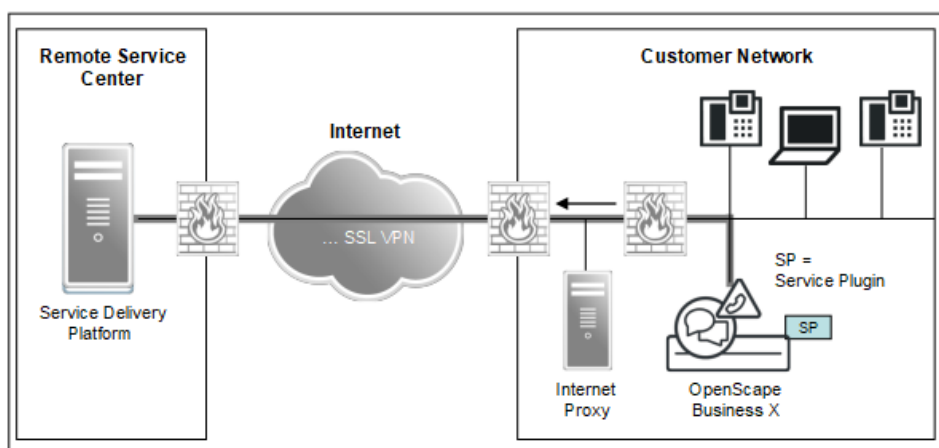 Remote Service
Center
Customer Network
Internet
... SSL VPN
SP =
Service Plugin
SP
Service Delivery
Platform
Internet
Proxy
OpenScape
Business X